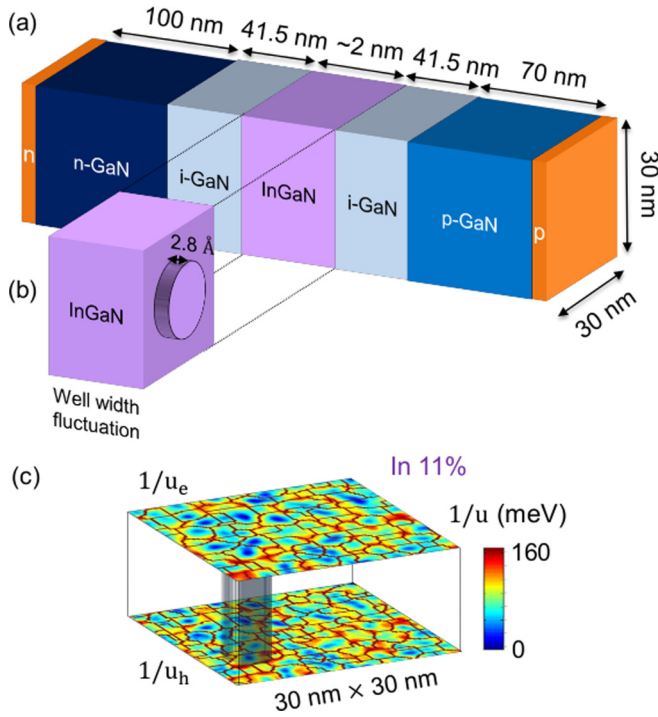 (a)
100 nm 41.5 nm ~2 nm 41.5 nm 70 nm
n
n-GaN
i-GaN
InGaN
i-GaN
p-GaN
p
30 nm
30 nm
(b)
2.8 Å
InGaN
Well width
fluctuation
(c)
In 11%
1/u_e
1/u (meV)
160
0
1/u_h
30 nm × 30 nm